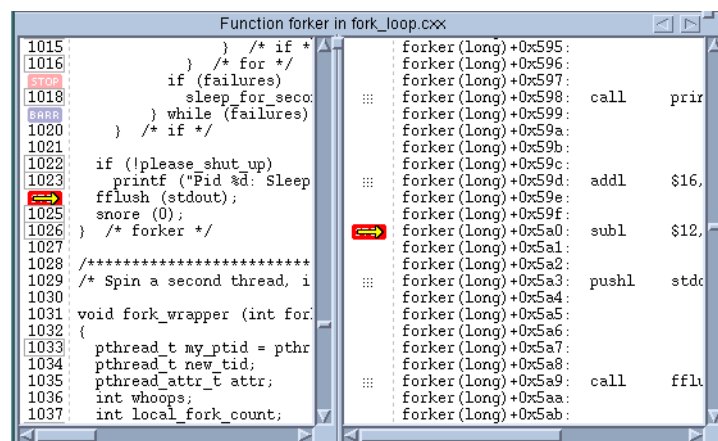 Function forker in fork_loop.cxx
1015 } /* if *
1016 } /* for */
STOP if (failures)
1018 sleep_for_seco
BARR } while (failures)
1020 } /* if */
1021
1022 if (!please_shut_up)
1023 printf ("Pid %d: Sleep
fflush (stdout);
1025 snore (0);
1026 } /* forker */
1027
1028 /**************************
1029 /* Spin a second thread, i
1030
1031 void fork_wrapper (int for
1032 {
1033 pthread_t my_ptid = pthr
1034 pthread_t new_tid;
1035 pthread_attr_t attr;
1036 int whoops;
1037 int local_fork_count;
forker(long)+0x595:
forker(long)+0x596:
forker(long)+0x597:
forker(long)+0x598: call prin
forker(long)+0x599:
forker(long)+0x59a:
forker(long)+0x59b:
forker(long)+0x59c:
forker(long)+0x59d: addl $16,
forker(long)+0x59e:
forker(long)+0x59f:
forker(long)+0x5a0: subl $12,
forker(long)+0x5a1:
forker(long)+0x5a2:
forker(long)+0x5a3: pushl stdo
forker(long)+0x5a4:
forker(long)+0x5a5:
forker(long)+0x5a6:
forker(long)+0x5a7:
forker(long)+0x5a8:
forker(long)+0x5a9: call fflu
forker(long)+0x5aa:
forker(long)+0x5ab: